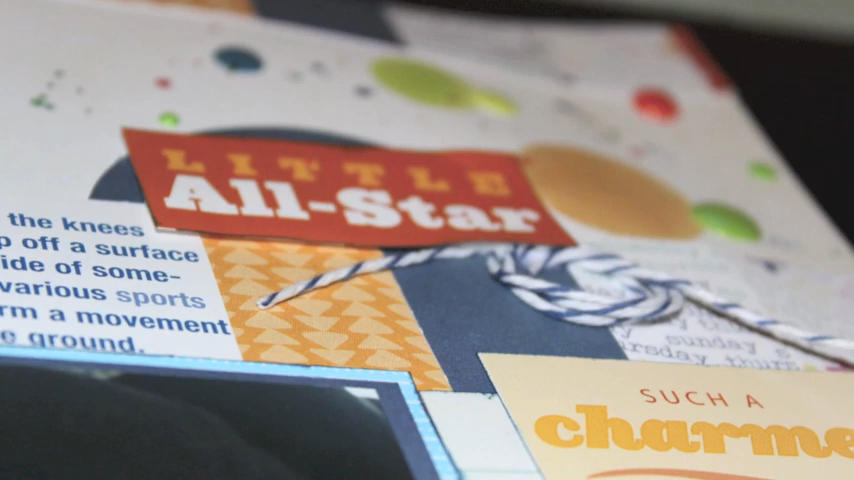 LITTLE
All-Star
the knees
p off a surface
ide of some-
various sports
rm a movement
e ground.
sunday s
rsday thurs
SUCH A
charme